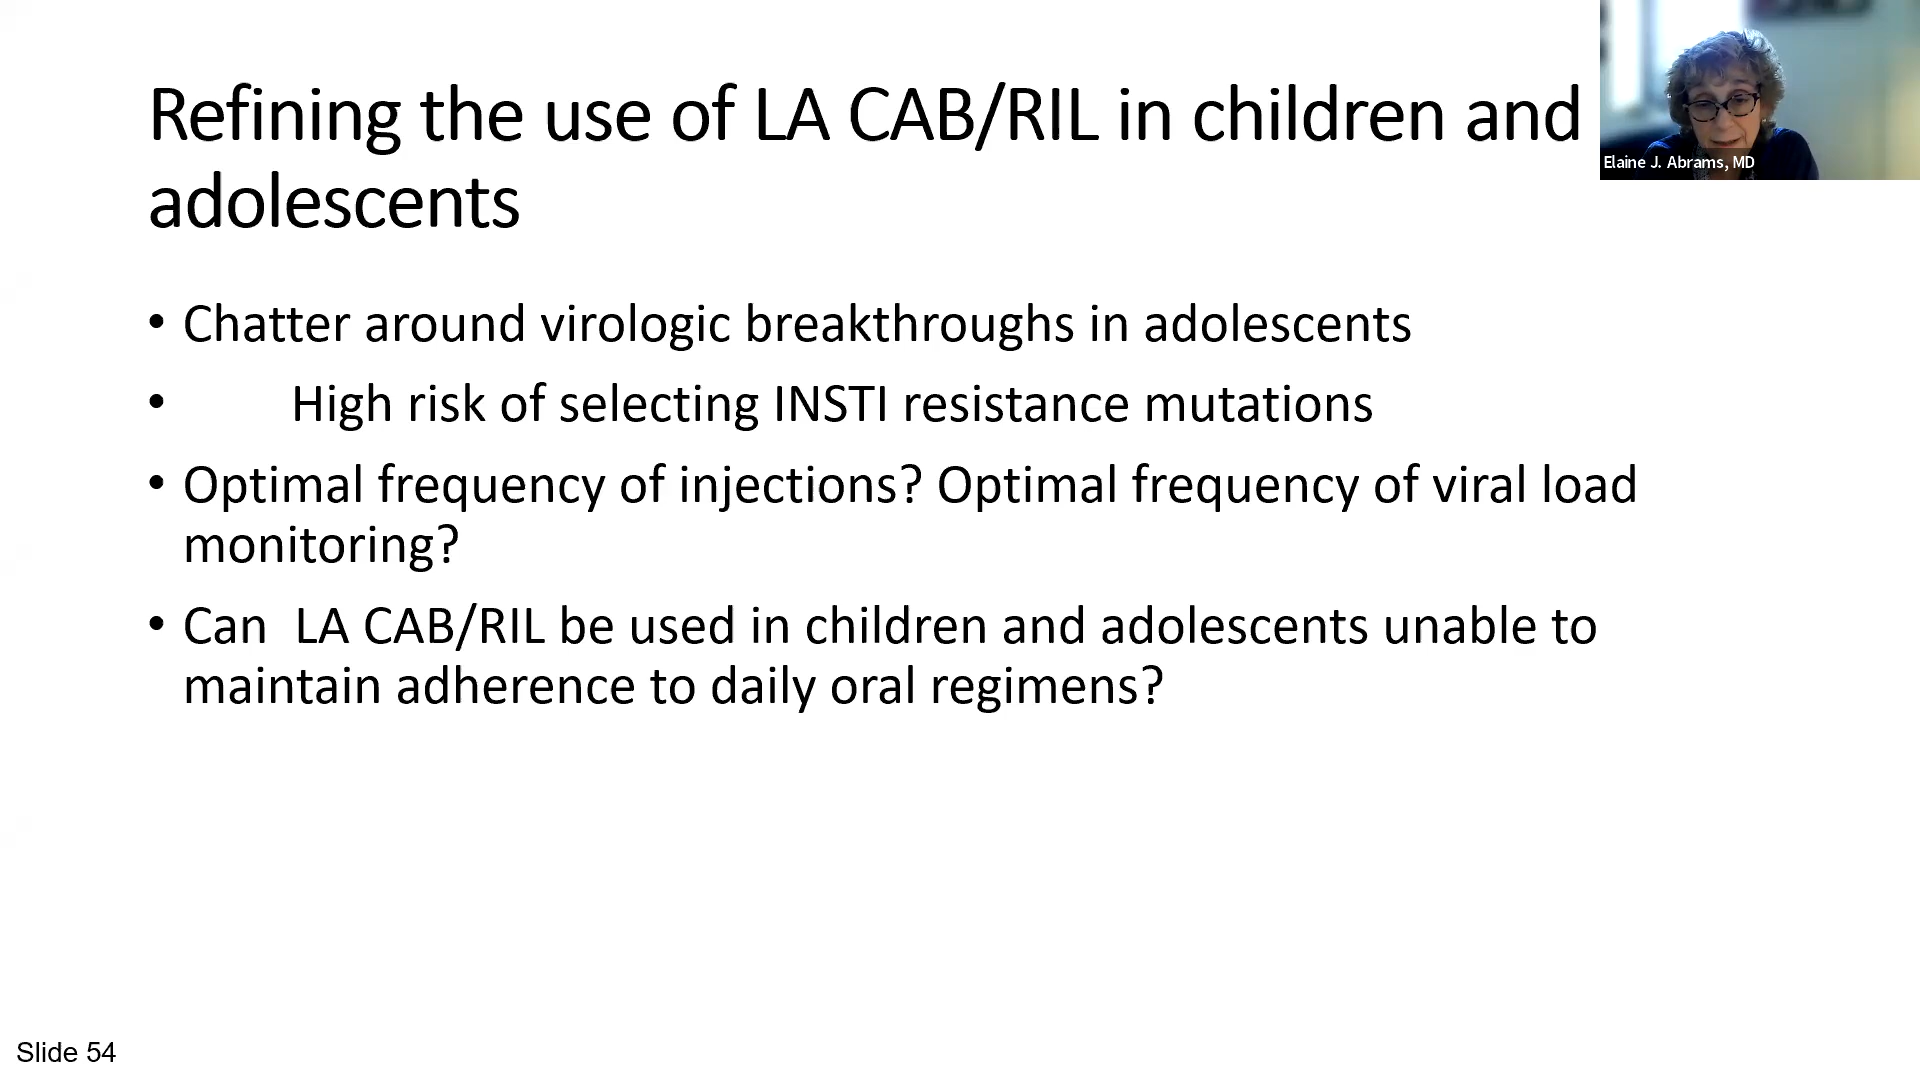 Refining the use of LA CAB/RIL in children and
adolescents
Elaine J. Abrams, MD
• Chatter around virologic breakthroughs in adolescents
• High risk of selecting INSTI resistance mutations
• Optimal frequency of injections? Optimal frequency of viral load
monitoring?
• Can  LA CAB/RIL be used in children and adolescents unable to
maintain adherence to daily oral regimens?
Slide 54